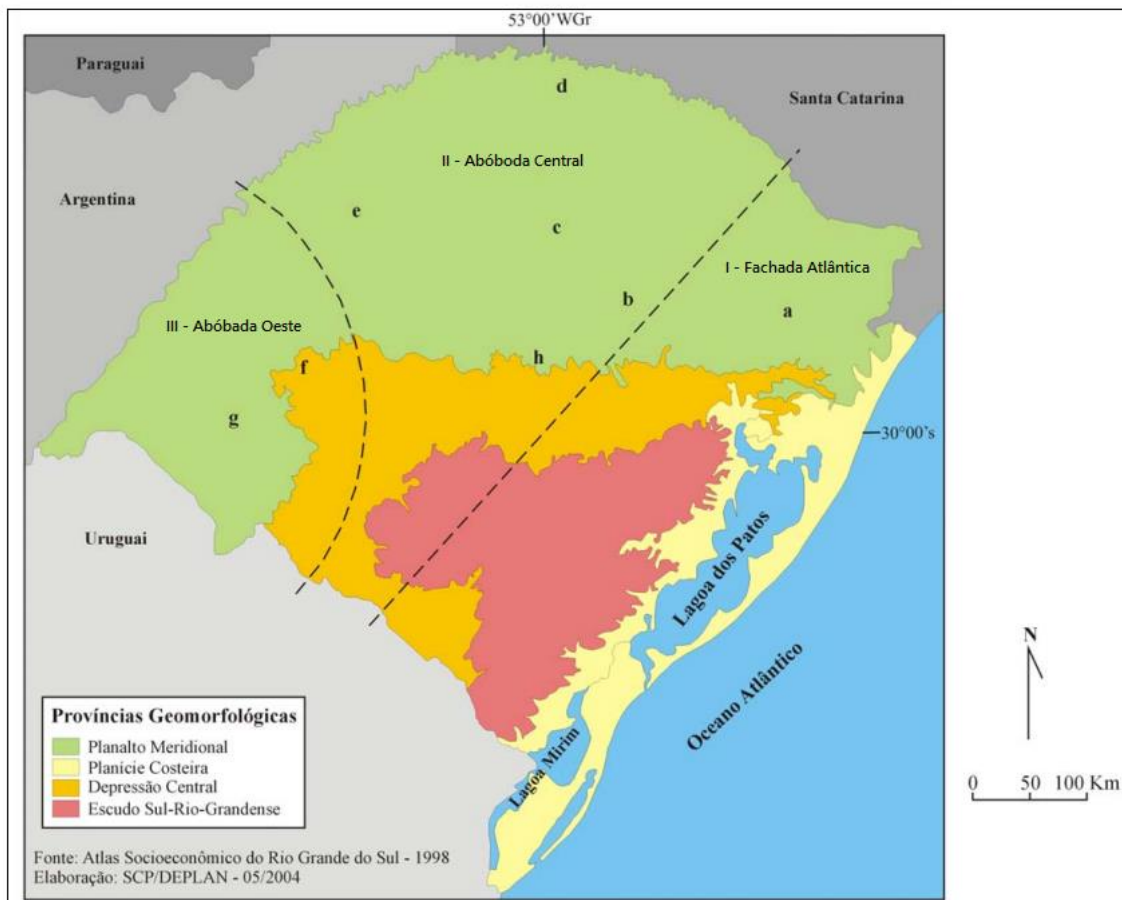 53°00'WGr
Paraguai
d
Santa Catarina
II - Abóboda Central
Argentina
e
c
I - Fachada Atlântica
b
a
III - Abóbada Oeste
h
f
g
30°00's
Uruguai
Lagoa dos Patos
Oceano Atlântico
Lagoa Mirim
N
0 50 100 Km
Províncias Geomorfológicas
Planalto Meridional
Planície Costeira
Depressão Central
Escudo Sul-Rio-Grandense
Fonte: Atlas Socioeconômico do Rio Grande do Sul - 1998
Elaboração: SCP/DEPLAN - 05/2004